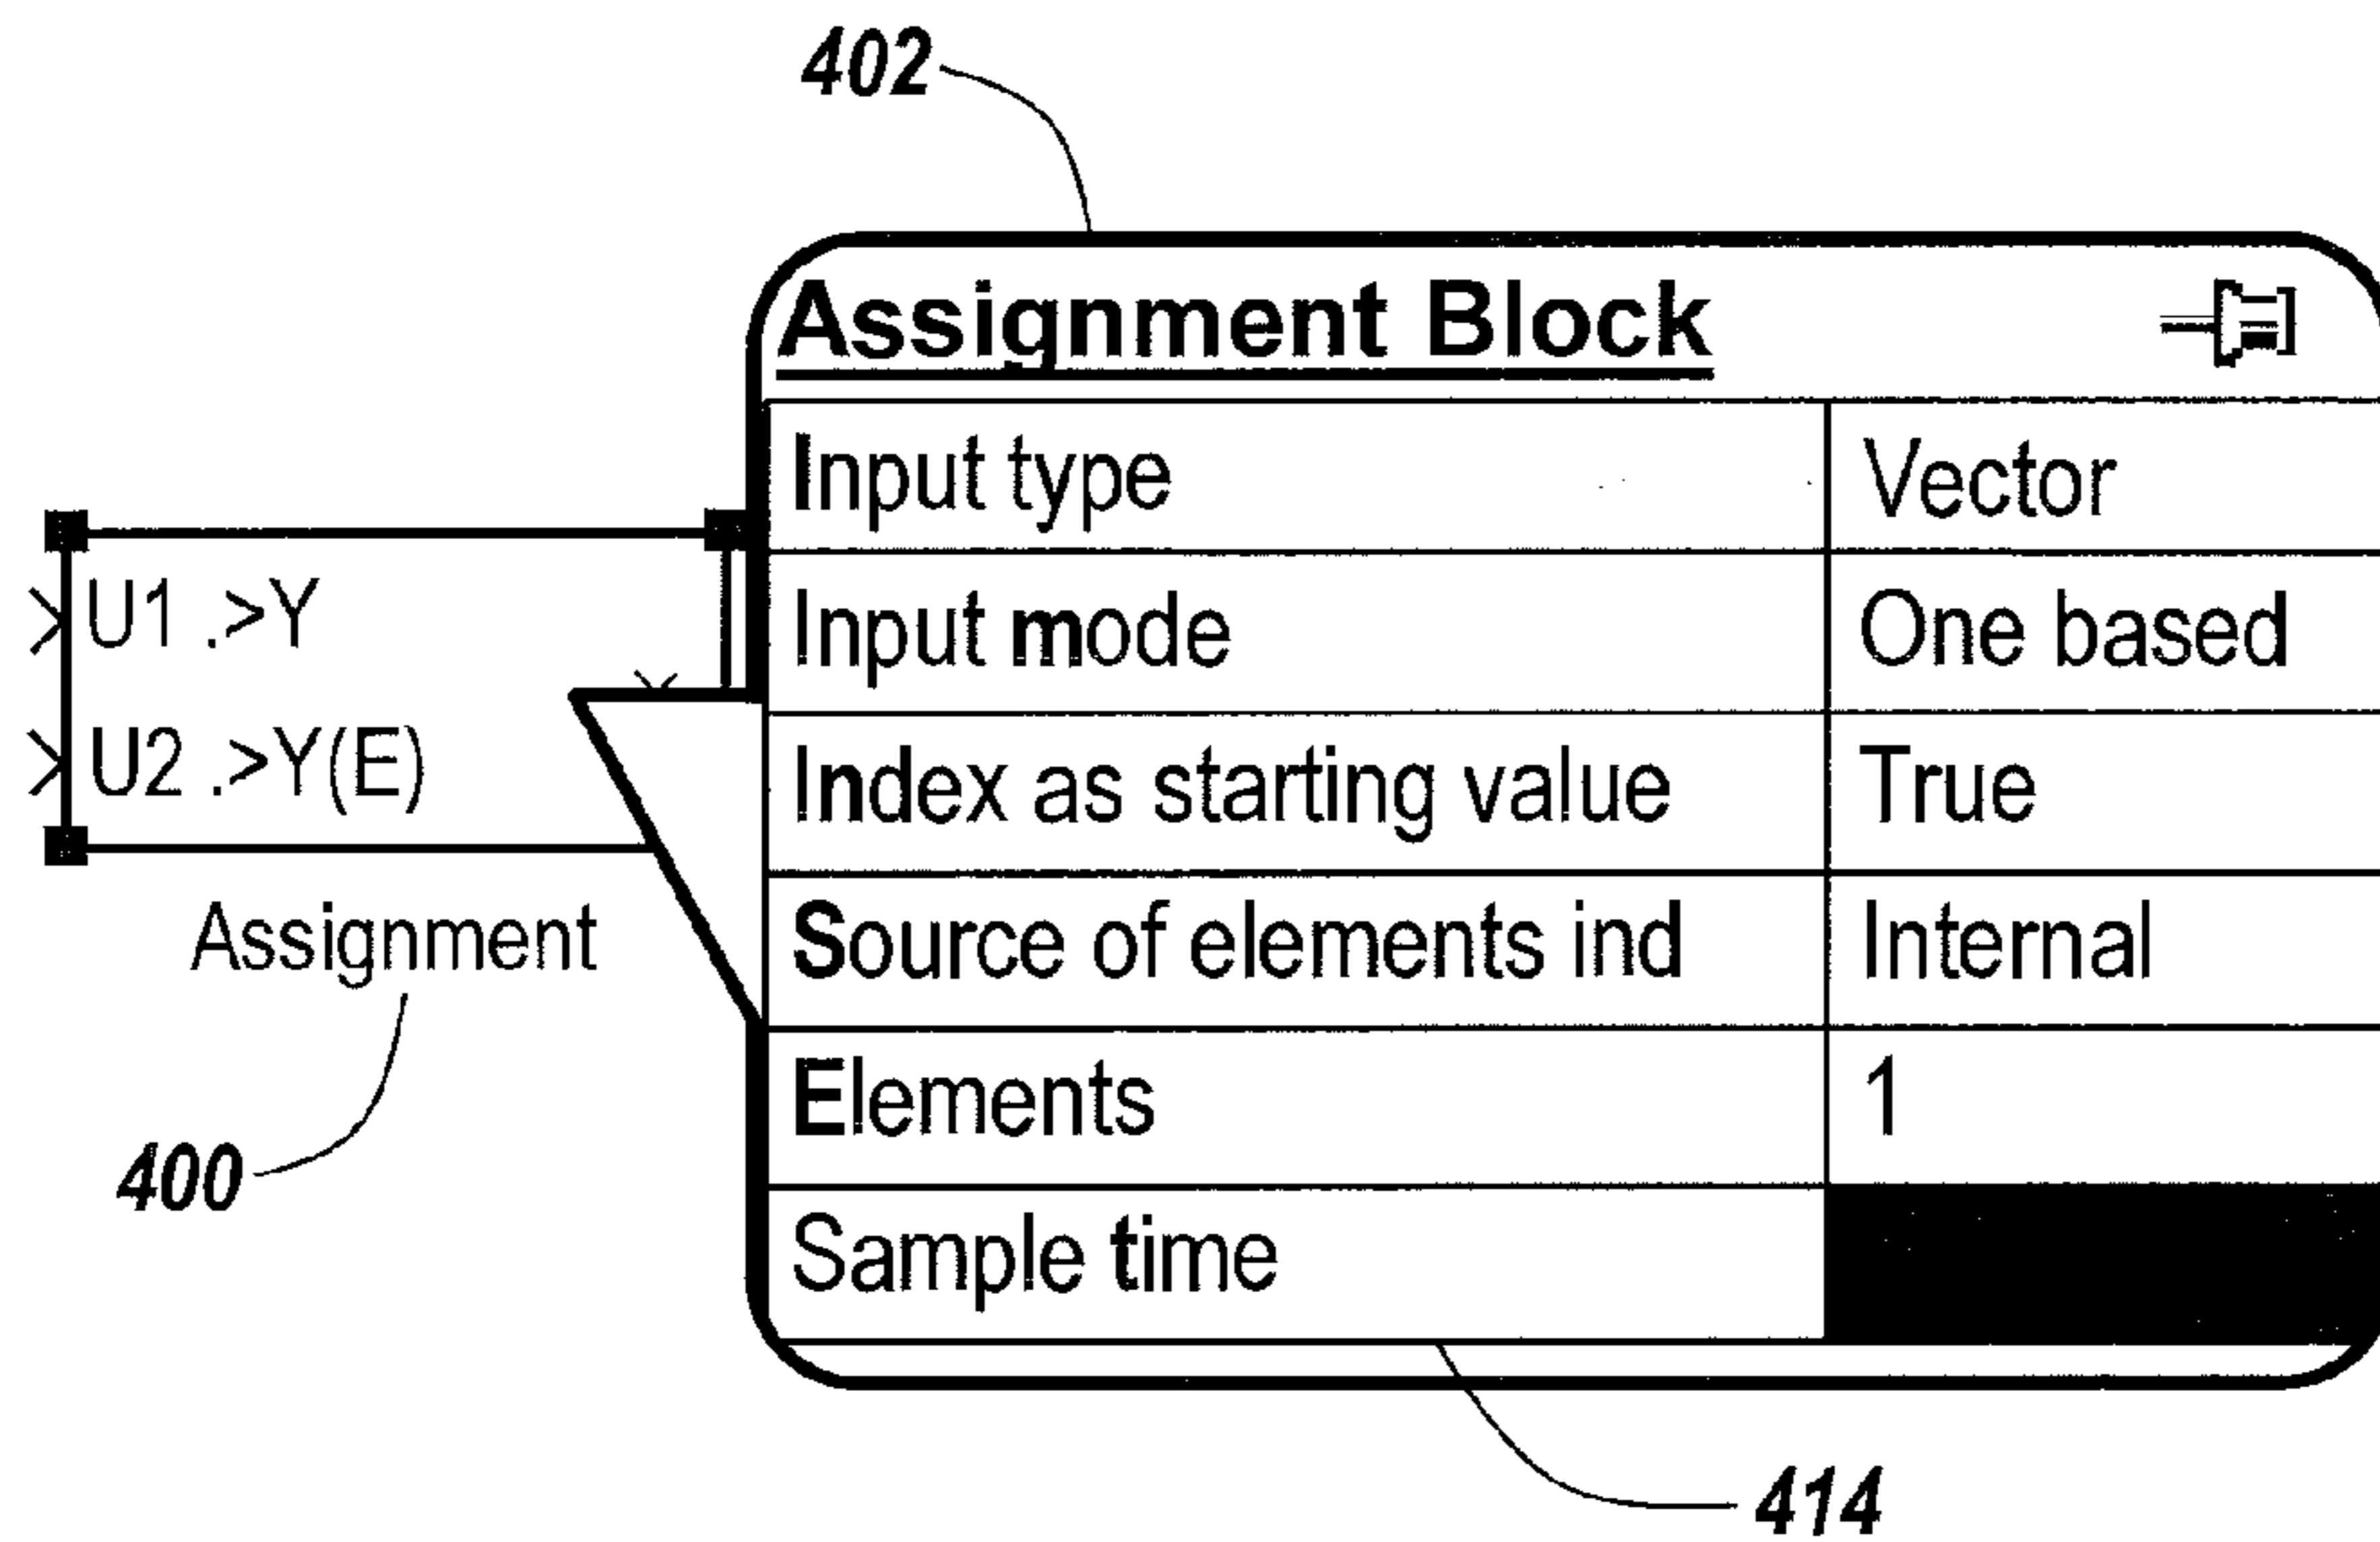 402
Assignment Block
Input type Vector
Input mode One based
Index as starting value True
Source of elements ind Internal
Elements 1
Sample time
U1 .>Y
U2 .>Y(E)
Assignment
400
414